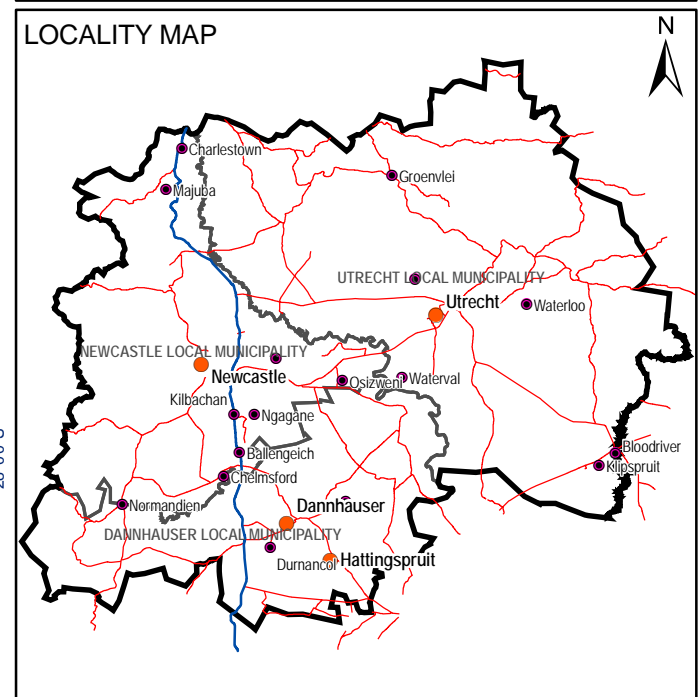 LOCALITY MAP
N
Charlestown
Groenvlei
Majuba
UTRECHT LOCAL MUNICIPALITY
Utrecht
Waterloo
NEWCASTLE LOCAL MUNICIPALITY
Newcastle
Osizweni
Waterval
Kilbachan
Ngagane
Ballengeich
Bloodriver
Klipspruit
Chelmsford
Normandien
Dannhauser
DANNHAUSER LOCAL MUNICIPALITY
Hattingspruit
Durnancol